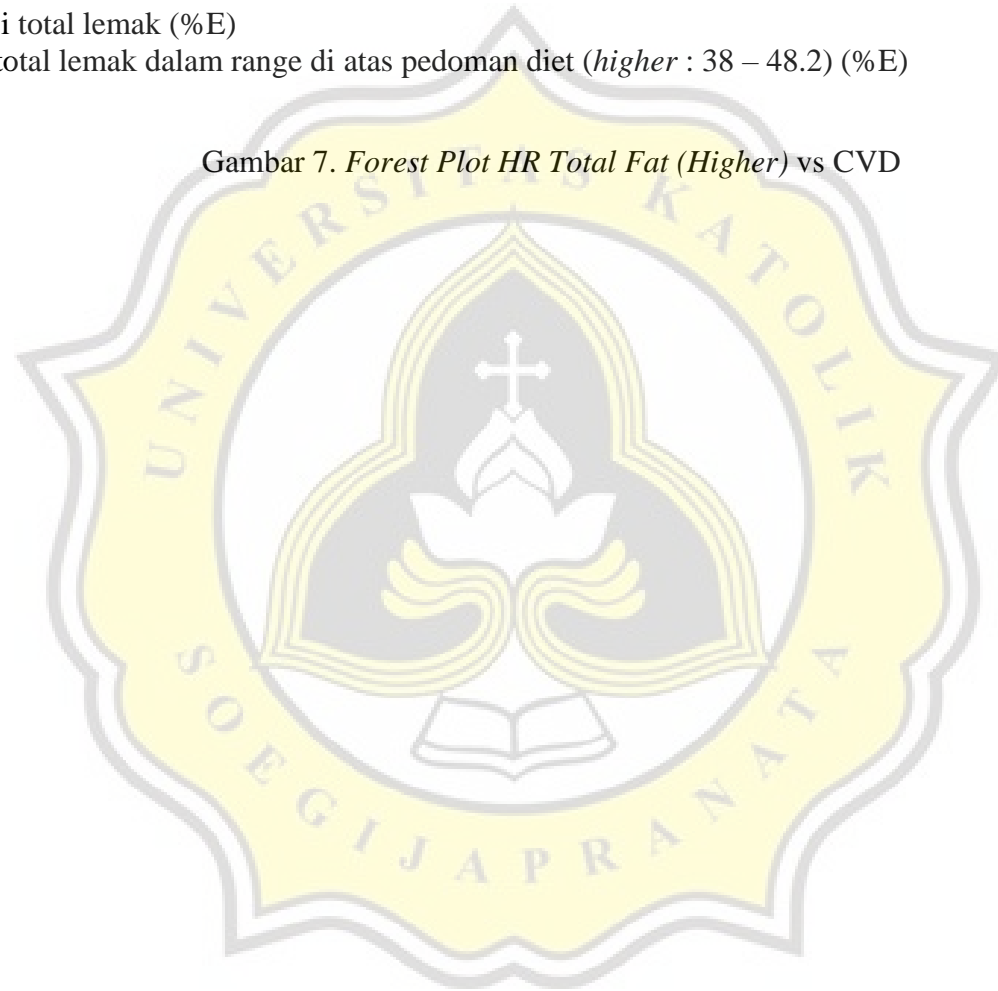 i total lemak (%E)
total lemak dalam range di atas pedoman diet (higher : 38 – 48.2) (%E)
Gambar 7. Forest Plot HR Total Fat (Higher) vs CVD
UNIVERSITAS KATOLIK
SOEGIJAPRANATA